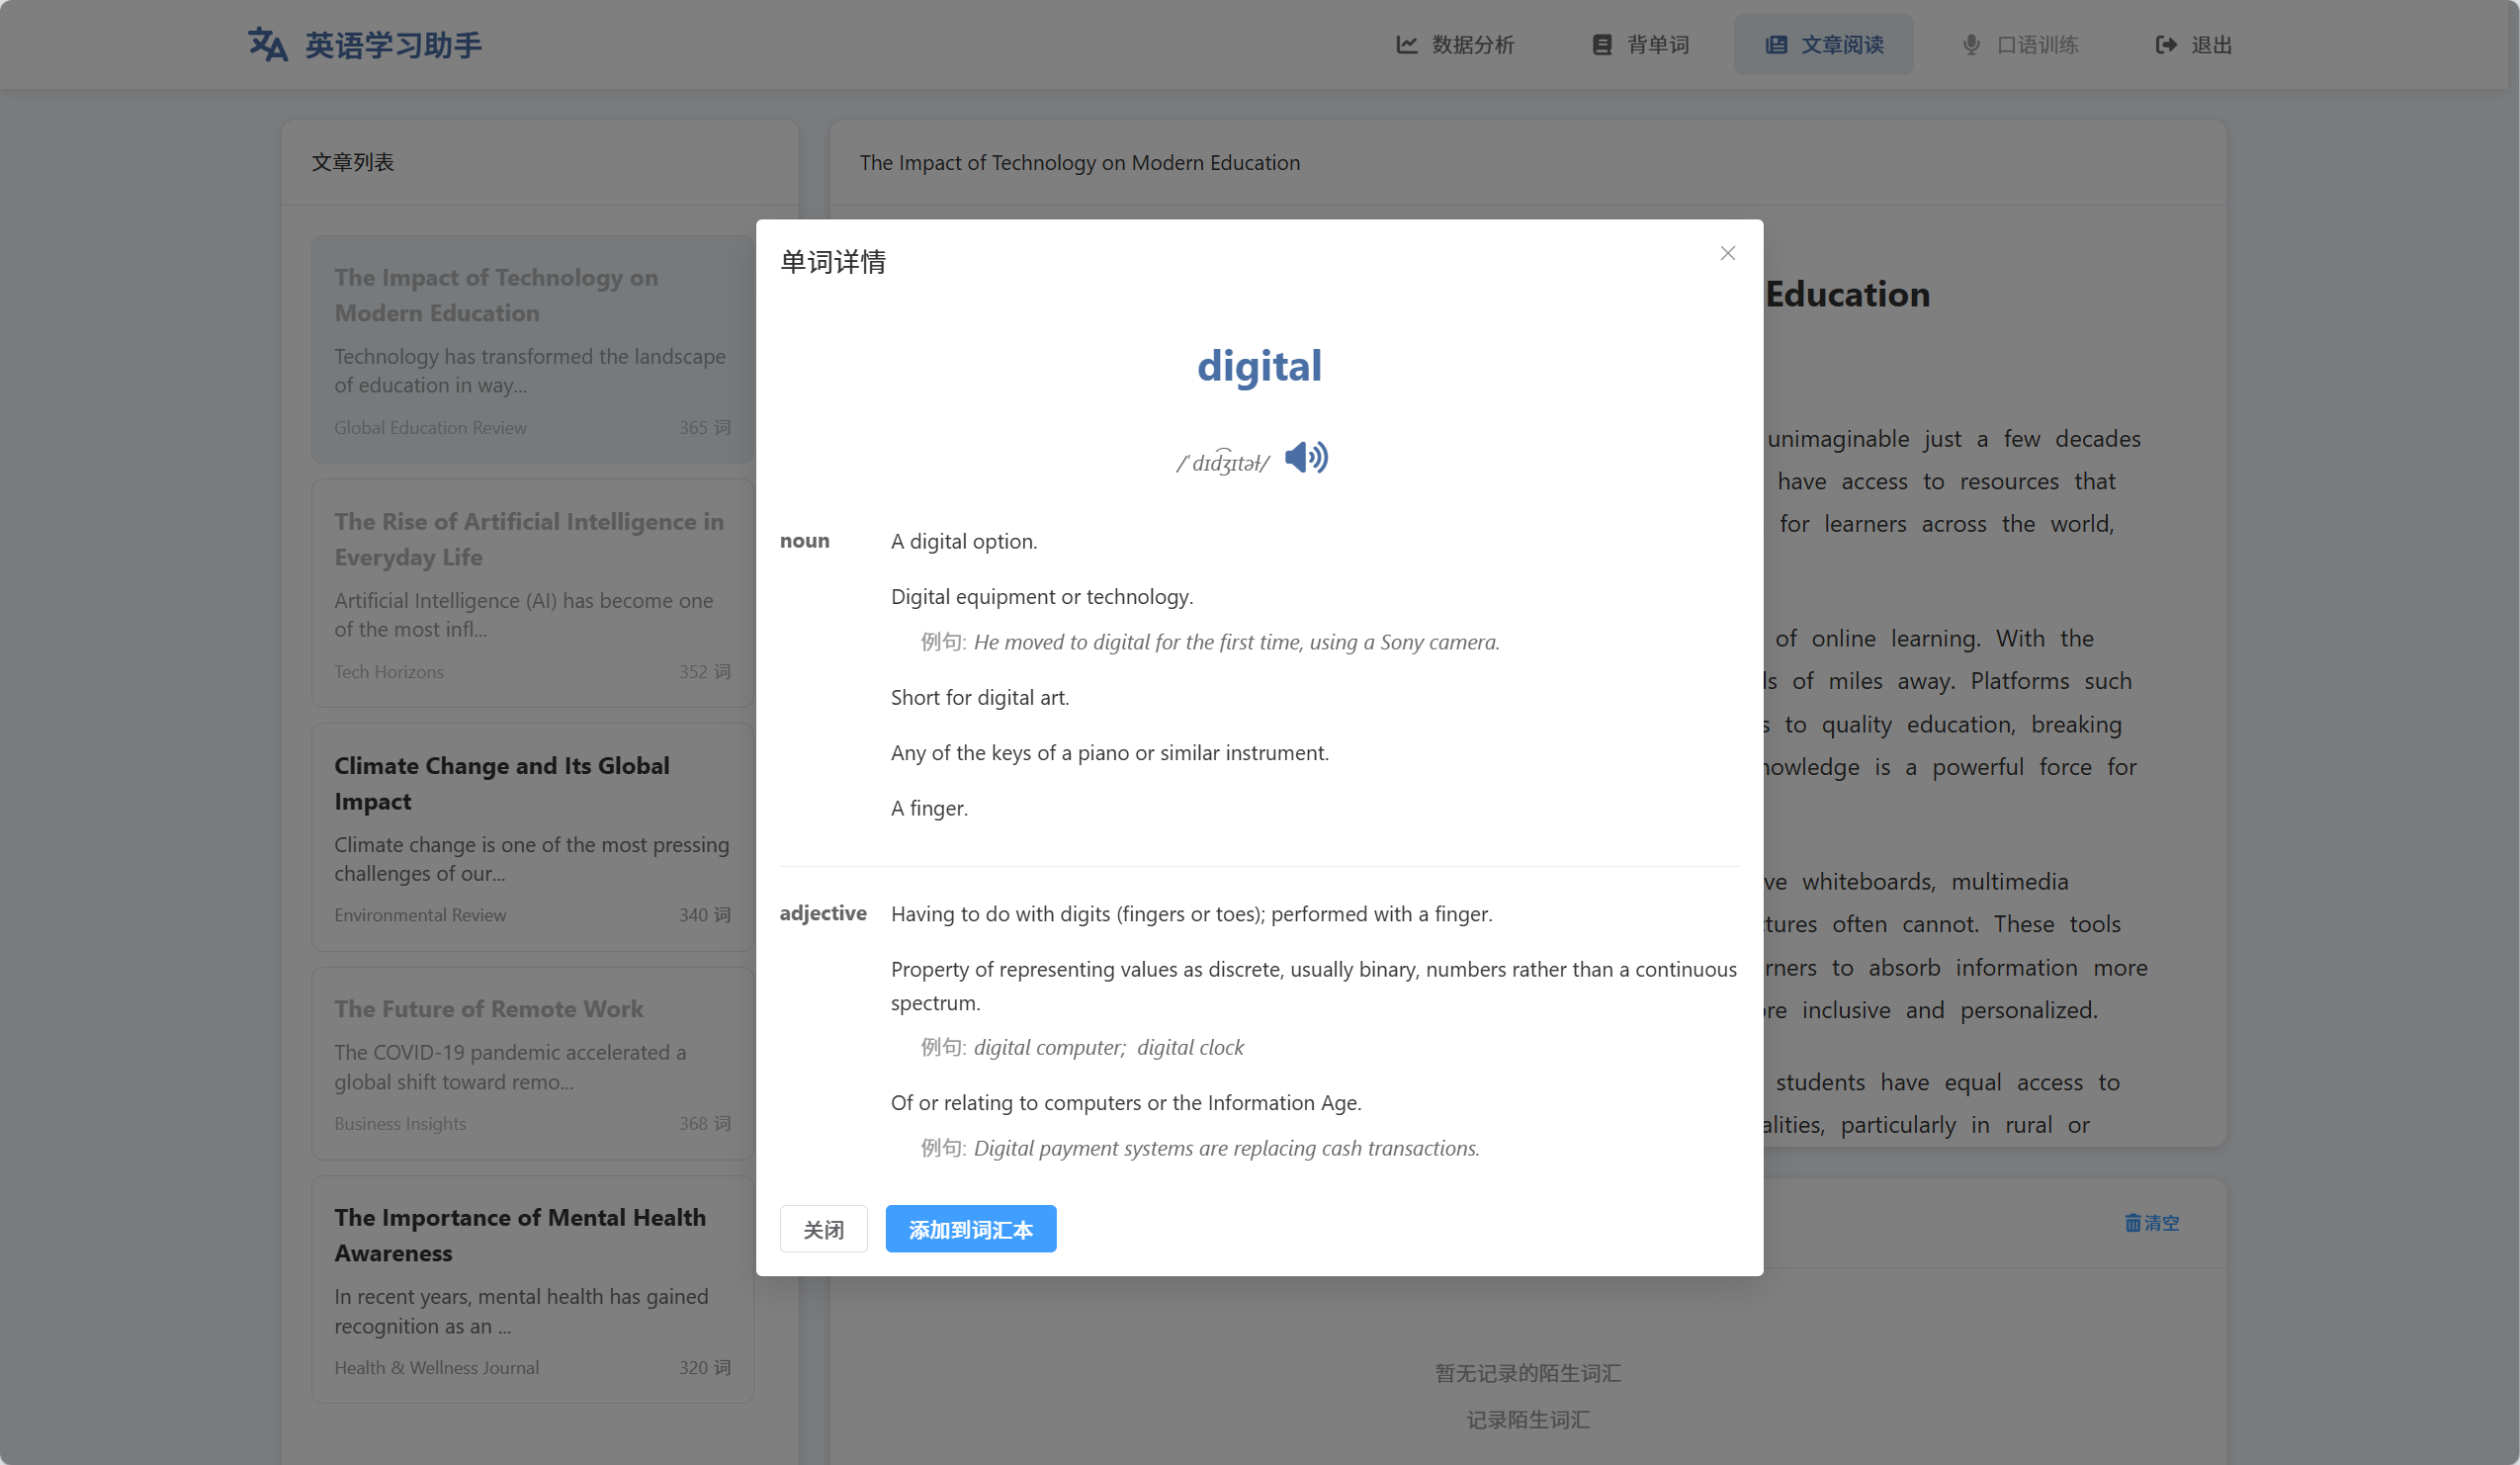 英语学习助手
数据分析
背单词
文章阅读
口语训练
退出
文章列表
The Impact of Technology on
Modern Education
Technology has transformed the landscape
of education in way...
Global Education Review 365 词
The Rise of Artificial Intelligence in
Everyday Life
Artificial Intelligence (AI) has become one
of the most infl...
Tech Horizons 352 词
Climate Change and Its Global
Impact
Climate change is one of the most pressing
challenges of our...
Environmental Review 340 词
The Future of Remote Work
The COVID-19 pandemic accelerated a
global shift toward remo...
Business Insights 368 词
The Importance of Mental Health
Awareness
In recent years, mental health has gained
recognition as an ...
Health & Wellness Journal 320 词
The Impact of Technology on Modern Education
Education
unimaginable just a few decades
have access to resources that
for learners across the world,
of online learning. With the
of miles away. Platforms such
to quality education, breaking
is a powerful force for
whiteboards, multimedia
often cannot. These tools
to absorb information more
inclusive and personalized.
students have equal access to
particularly in rural or
单词详情
digital
/ˈdɪd͡ʒɪtəɫ/
noun
A digital option.
Digital equipment or technology.
例句: He moved to digital for the first time, using a Sony camera.
Short for digital art.
Any of the keys of a piano or similar instrument.
A finger.
adjective
Having to do with digits (fingers or toes); performed with a finger.
Property of representing values as discrete, usually binary, numbers rather than a continuous
spectrum.
例句: digital computer; digital clock
Of or relating to computers or the Information Age.
例句: Digital payment systems are replacing cash transactions.
关闭
添加到词汇本
清空
暂无记录的陌生词汇
记录陌生词汇